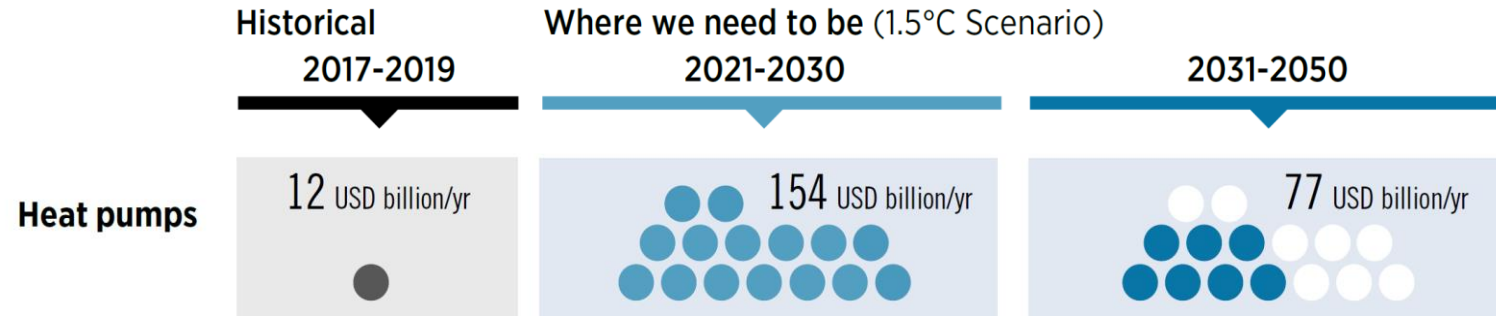 Historical
Where we need to be (1.5°C Scenario)
2017-2019
2021-2030
2031-2050
Heat pumps
12 USD billion/yr
154 USD billion/yr
77 USD billion/yr